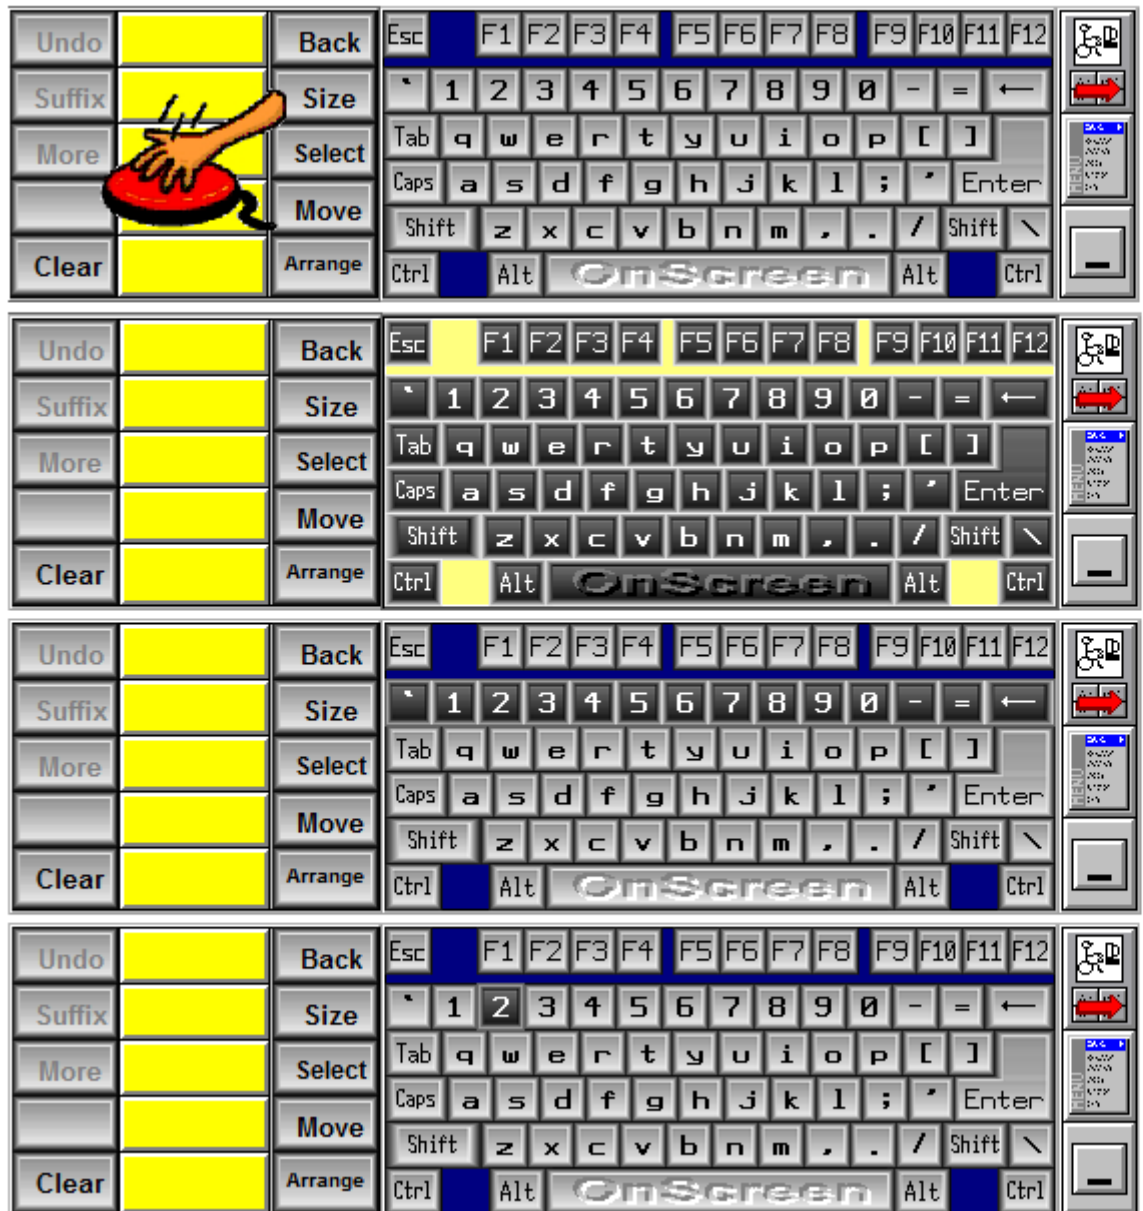 Undo Back Esc F1 F2 F3 F4 F5 F6 F7 F8 F9 F10 F11 F12
Suffix Size ` 1 2 3 4 5 6 7 8 9 0 - = ←
More Select Tab q w e r t y u i o p [ ] MENU
Move Caps a s d f g h j k l ; ' Enter
Shift z x c v b n m , . / Shift \
Clear Arrange Ctrl Alt OnScreen Alt Ctrl
Undo Back Esc F1 F2 F3 F4 F5 F6 F7 F8 F9 F10 F11 F12
Suffix Size ` 1 2 3 4 5 6 7 8 9 0 - = ←
More Select Tab q w e r t y u i o p [ ] MENU
Move Caps a s d f g h j k l ; ' Enter
Shift z x c v b n m , . / Shift \
Clear Arrange Ctrl Alt OnScreen Alt Ctrl
Undo Back Esc F1 F2 F3 F4 F5 F6 F7 F8 F9 F10 F11 F12
Suffix Size ` 1 2 3 4 5 6 7 8 9 0 - = ←
More Select Tab q w e r t y u i o p [ ] MENU
Move Caps a s d f g h j k l ; ' Enter
Shift z x c v b n m , . / Shift \
Clear Arrange Ctrl Alt OnScreen Alt Ctrl
Undo Back Esc F1 F2 F3 F4 F5 F6 F7 F8 F9 F10 F11 F12
Suffix Size ` 1 2 3 4 5 6 7 8 9 0 - = ←
More Select Tab q w e r t y u i o p [ ] MENU
Move Caps a s d f g h j k l ; ' Enter
Shift z x c v b n m , . / Shift \
Clear Arrange Ctrl Alt OnScreen Alt Ctrl